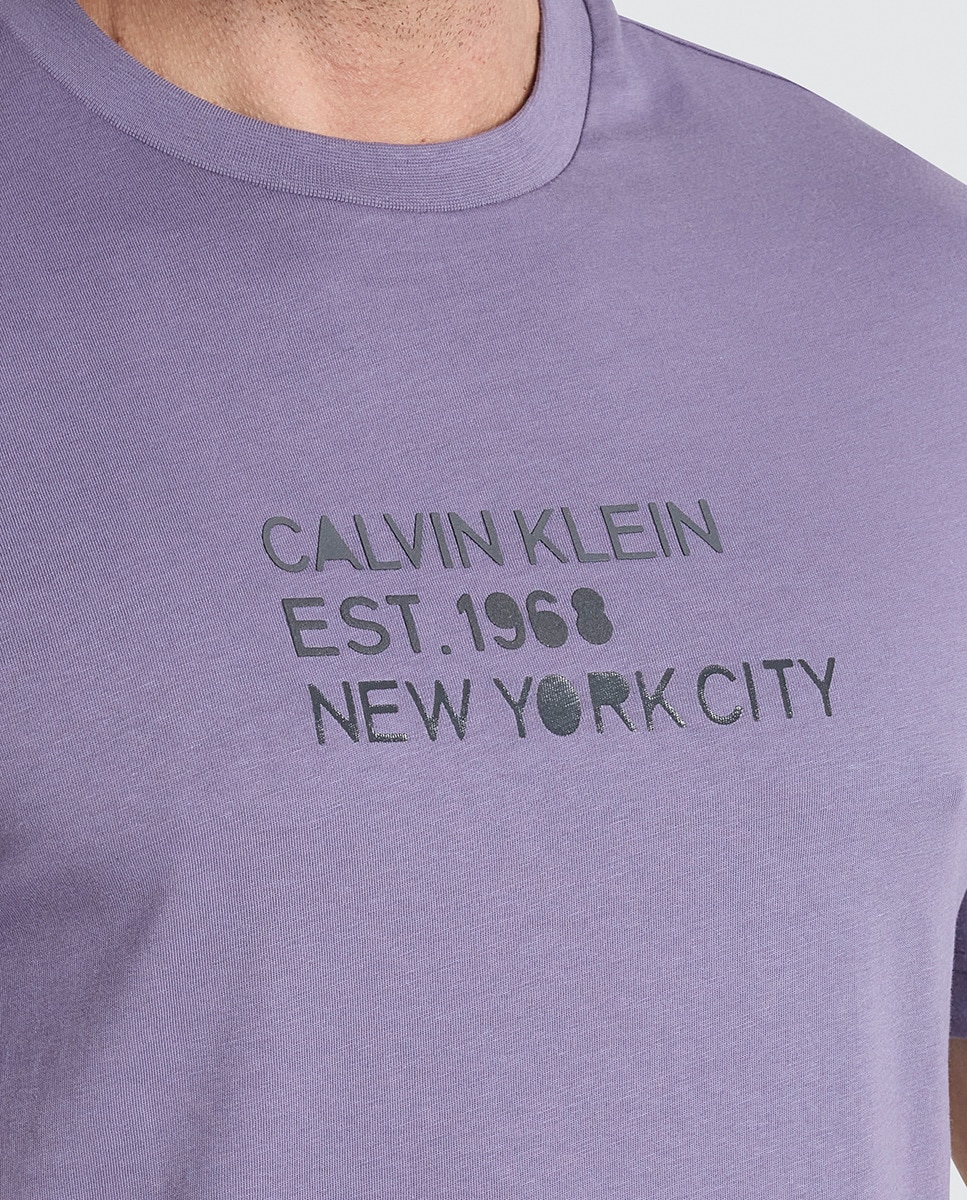 CALVIN KLEIN
EST. 1968
NEW YORK CITY